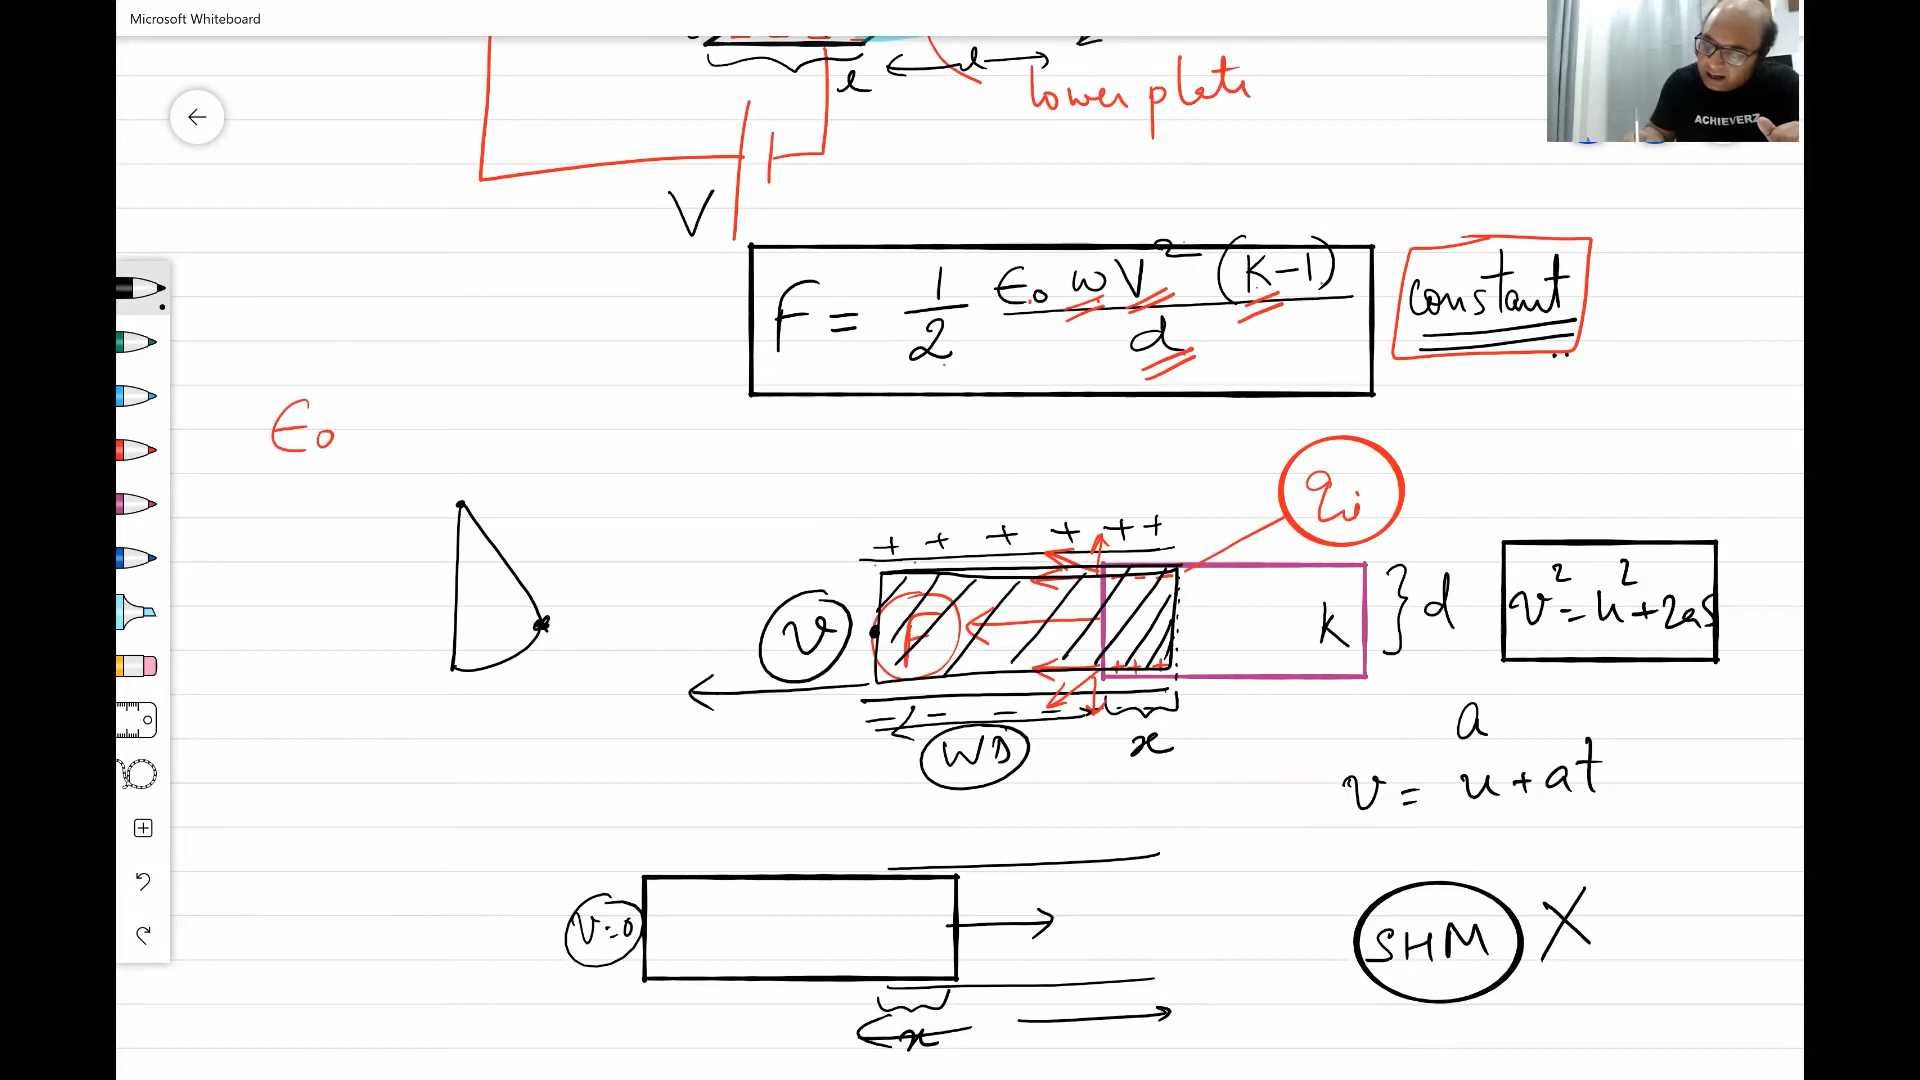 Microsoft Whiteboard
ACHIEVERZ
l
lower plate
V
F = 1/2 ε₀ w V² (K-1) / d
constant
ε₀
qᵢ
+ + + + + +
v
F
K
d
v² = u² + 2as
- - - -
+ + +
WD
x
a
v = u + at
v=0
SHM X
x